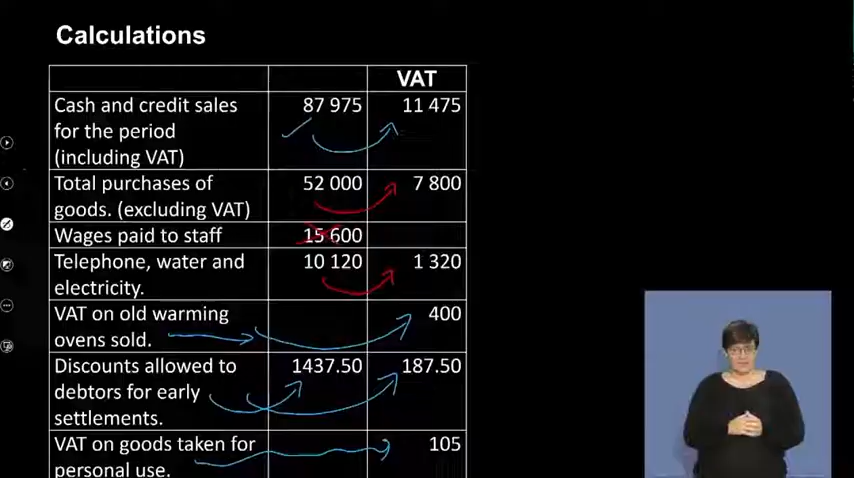 Calculations
VAT
Cash and credit sales 87 975 11 475
for the period
(including VAT)
Total purchases of 52 000 7 800
goods. (excluding VAT)
Wages paid to staff 15 600
Telephone, water and 10 120 1 320
electricity.
VAT on old warming 400
ovens sold.
Discounts allowed to 1437.50 187.50
debtors for early
settlements.
VAT on goods taken for 105
personal use.